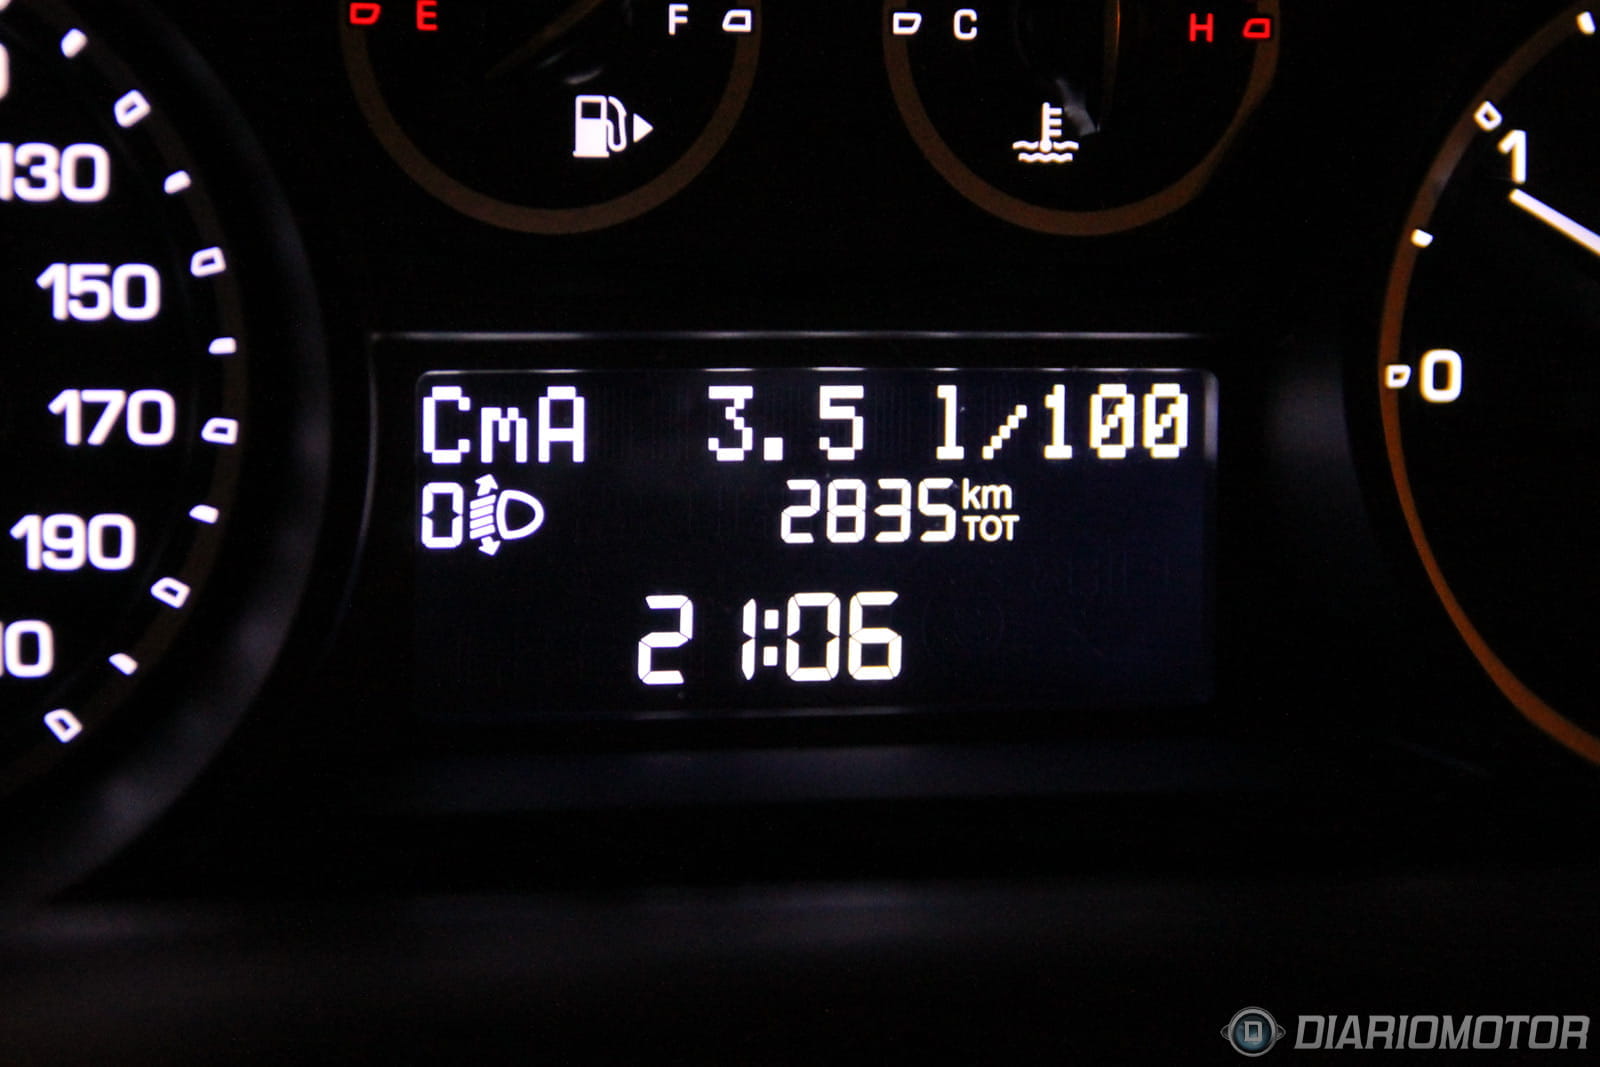 E F C H
130
150
170
190
1
0
CmA 3.5 l/100
0 2835 km TOT
21:06
DIARIOMOTOR